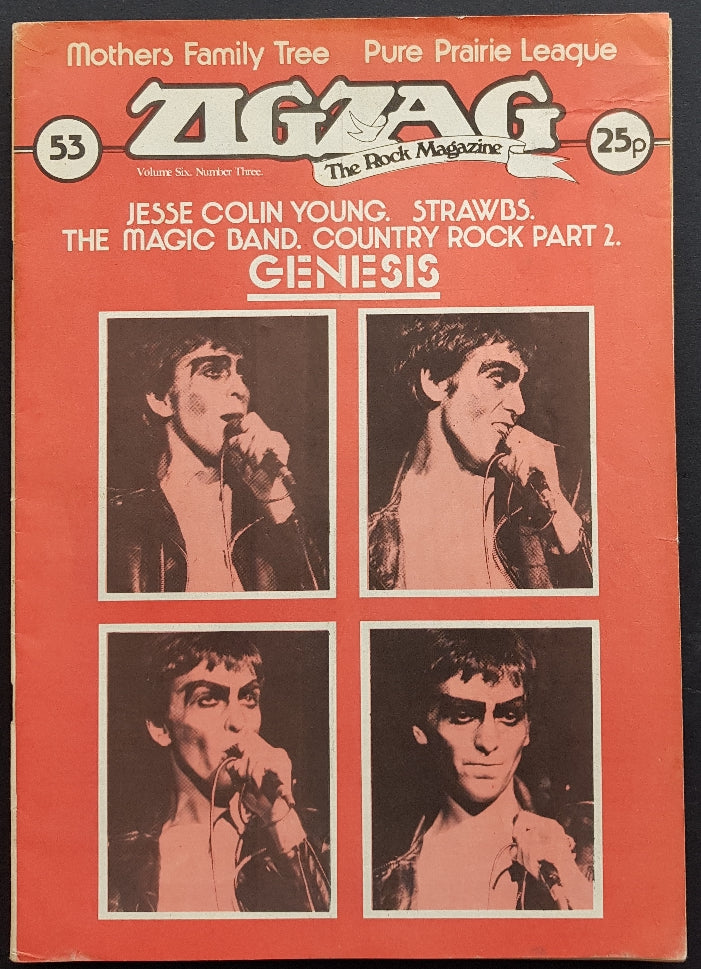 Mothers Family Tree Pure Prairie League
ZIGZAG
53
25p
The Rock Magazine
Volume Six. Number Three.
JESSE COLIN YOUNG. STRAWBS.
THE MAGIC BAND. COUNTRY ROCK PART 2.
GENESIS